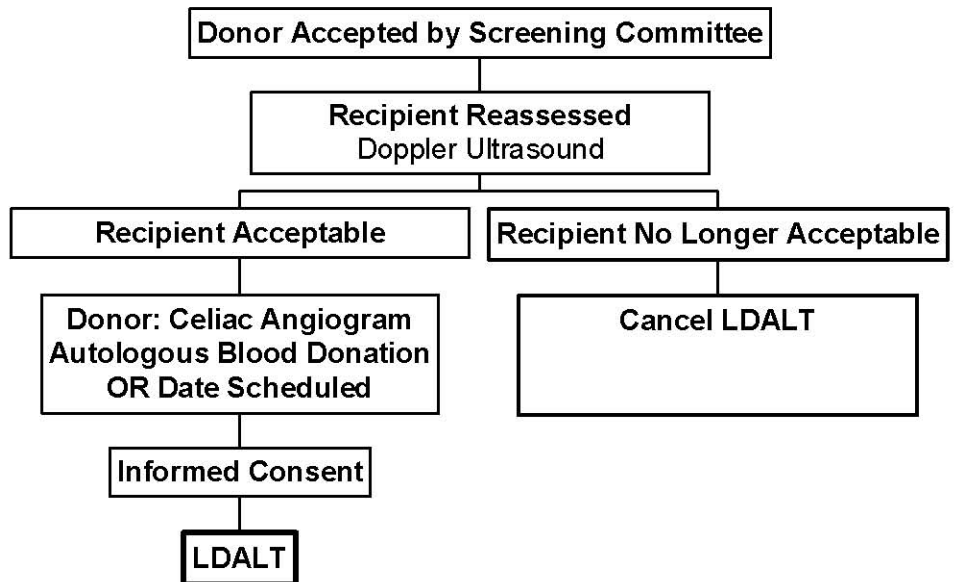 Donor Accepted by Screening Committee
Recipient Reassessed
Doppler Ultrasound
Recipient Acceptable
Recipient No Longer Acceptable
Donor: Celiac Angiogram
Autologous Blood Donation
OR Date Scheduled
Cancel LDALT
Informed Consent
LDALT